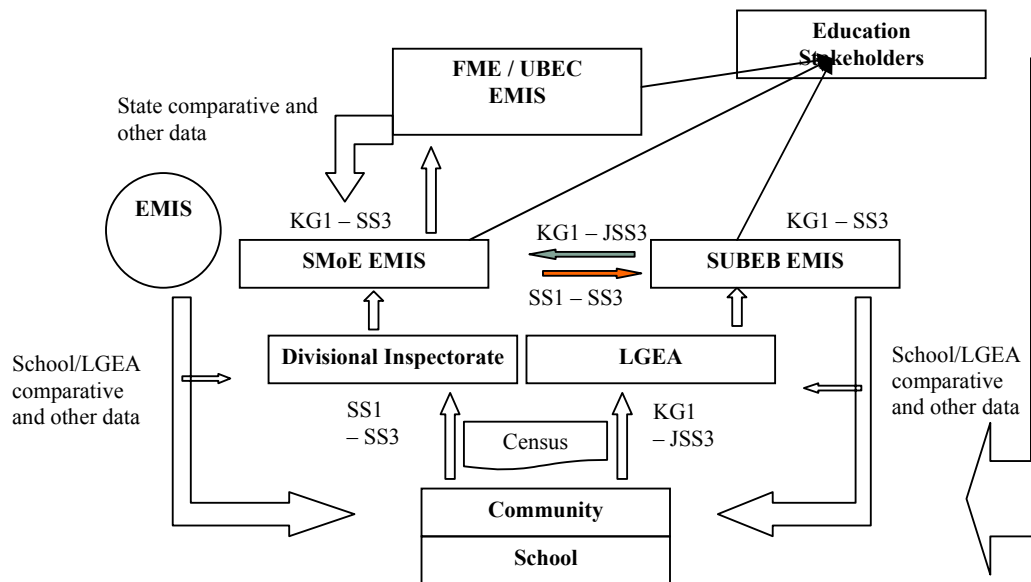 Education
Stakeholders
FME / UBEC
EMIS
State comparative and
other data
EMIS
KG1 – SS3
KG1 – SS3
KG1 – JSS3
SMoE EMIS
SUBEB EMIS
SS1 – SS3
Divisional Inspectorate
LGEA
School/LGEA
comparative
and other data
School/LGEA
comparative
and other data
SS1
– SS3
KG1
– JSS3
Census
Community
School